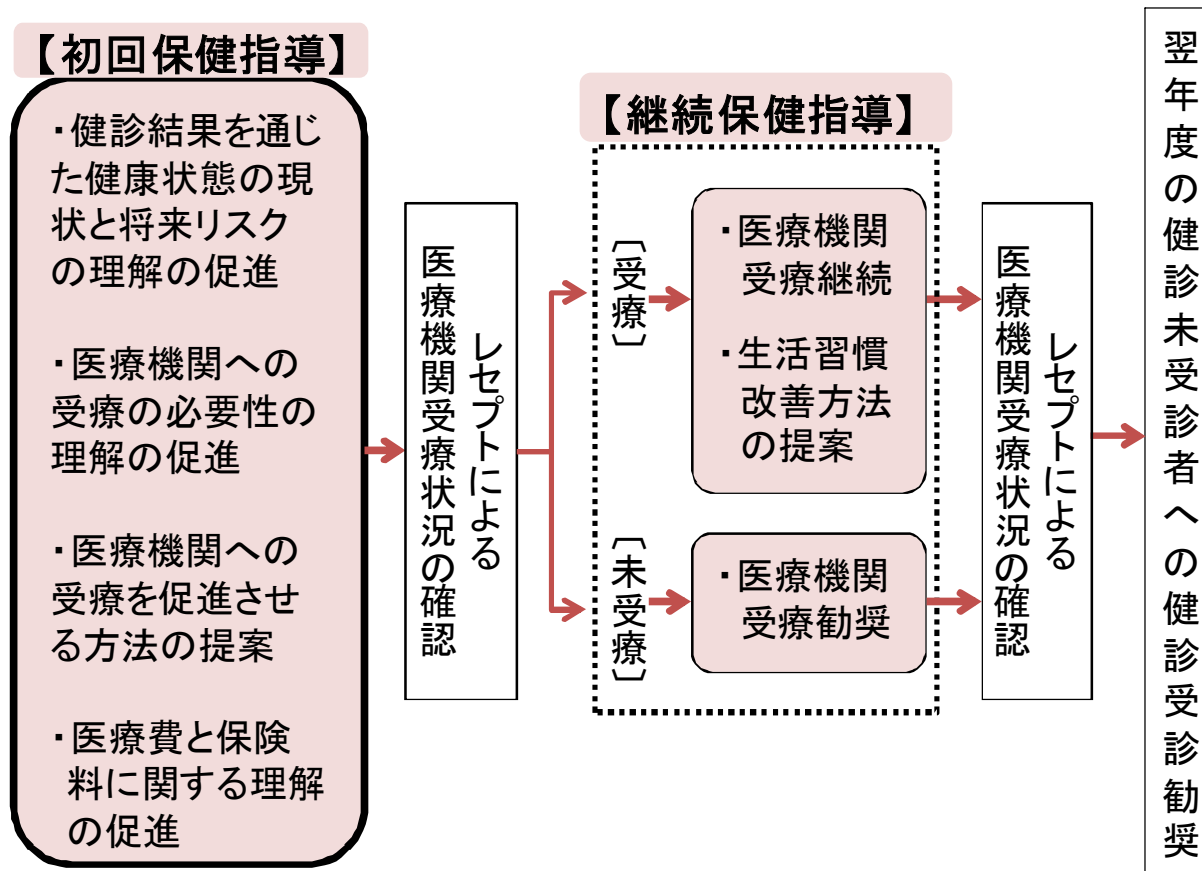 【初回保健指導】
・健診結果を通じ
た健康状態の現
状と将来リスク
の理解の促進
・医療機関への
受療の必要性の
理解の促進
・医療機関への
受療を促進させ
る方法の提案
・医療費と保険
料に関する理解
の促進
レセプトによる
医療機関受療状況の確認
【継続保健指導】
〔受療〕
・医療機関
受療継続
・生活習慣
改善方法
の提案
〔未受療〕
・医療機関
受療勧奨
レセプトによる
医療機関受療状況の確認
翌年度の健診未受診者への健診受診勧奨